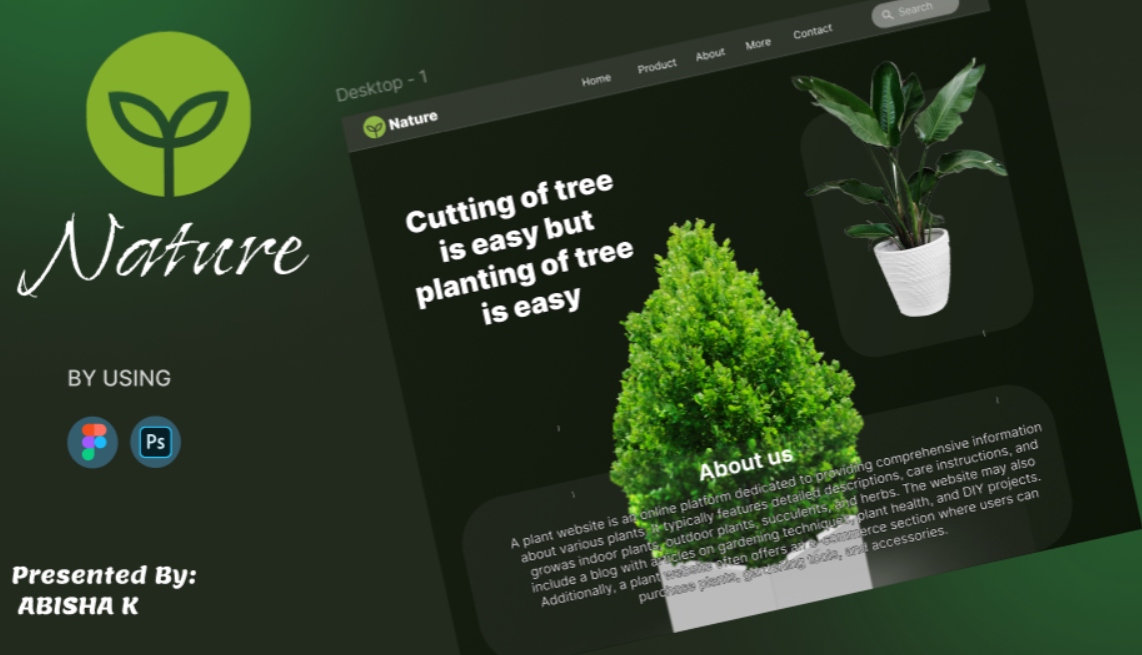 Nature
BY USING
Ps
Presented By:
ABISHA K
Desktop - 1
Nature
Home Product About More Contact Search
Cutting of tree
is easy but
planting of tree
is easy
About us
A plant website is an online platform dedicated to providing comprehensive information
about various plants. It typically features detailed descriptions, care instructions, and
growas indoor plants, outdoor plants, succulents, and herbs. The website may also
include a blog with articles on gardening techniques, plant health, and DIY projects.
Additionally, a plant website often offers an e-commerce section where users can
purchase plants, gardening tools, and accessories.